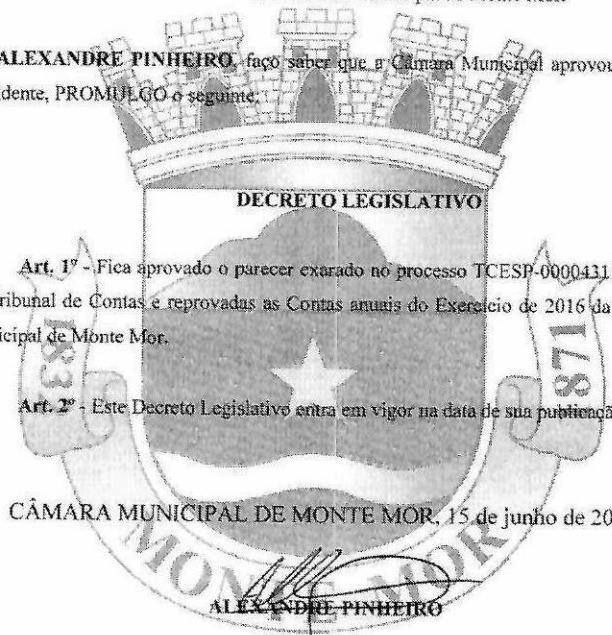 ALEXANDRE PINHEIRO, faço saber que a Câmara Municipal aprovou
dente, PROMULGO o seguinte:
DECRETO LEGISLATIVO
Art. 1º - Fica aprovado o parecer exarado no processo TCESP-0000431
ribunal de Contas e reprovadas as Contas anuais do Exercício de 2016 da
icipal de Monte Mor.
183
1871
Art. 2º - Este Decreto Legislativo entra em vigor na data de sua publicaçã
CÂMARA MUNICIPAL DE MONTE MOR, 15 de junho de 20
MONTE MOR
ALEXANDRE PINHEIRO